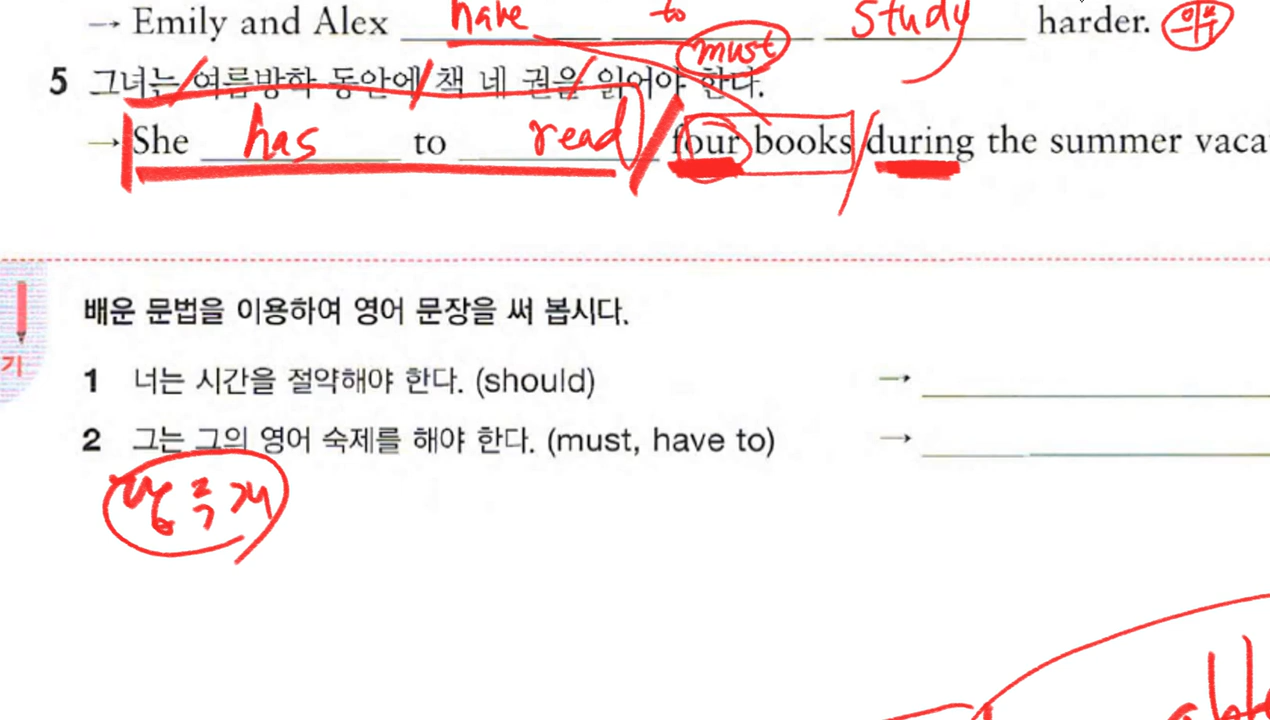 → Emily and Alex have to study harder. 의무
must
5 그녀는 여름방학 동안에 책 네 권을 읽어야 한다.
→ She has to read four books during the summer vaca
배운 문법을 이용하여 영어 문장을 써 봅시다.
기
1 너는 시간을 절약해야 한다. (should) →
2 그는 그의 영어 숙제를 해야 한다. (must, have to) →